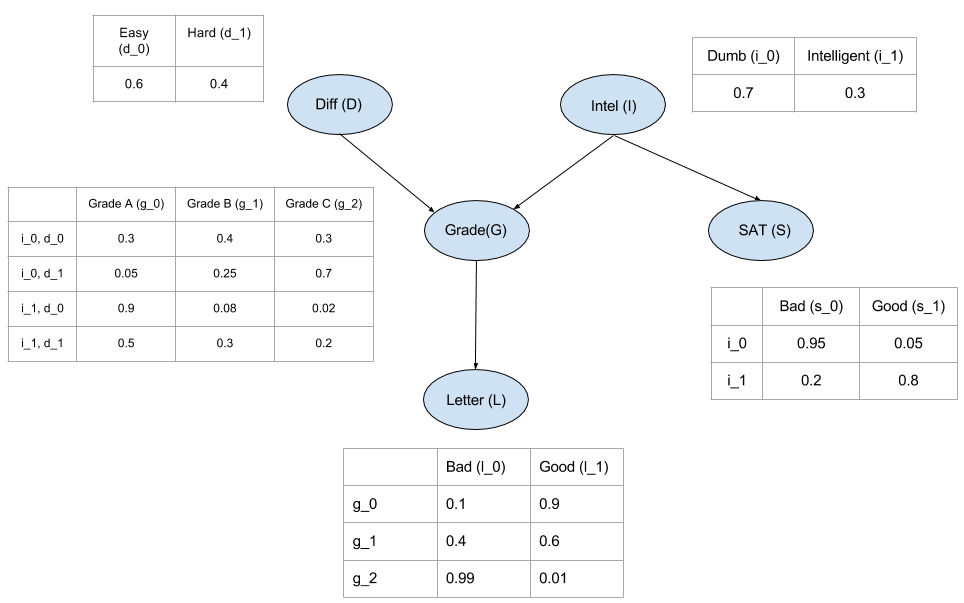 Easy (d_0) Hard (d_1)
0.6 0.4
Diff (D)
Intel (I)
Dumb (i_0) Intelligent (i_1)
0.7 0.3
Grade A (g_0) Grade B (g_1) Grade C (g_2)
i_0, d_0 0.3 0.4 0.3
i_0, d_1 0.05 0.25 0.7
i_1, d_0 0.9 0.08 0.02
i_1, d_1 0.5 0.3 0.2
Grade(G)
SAT (S)
Bad (s_0) Good (s_1)
i_0 0.95 0.05
i_1 0.2 0.8
Letter (L)
Bad (l_0) Good (l_1)
g_0 0.1 0.9
g_1 0.4 0.6
g_2 0.99 0.01